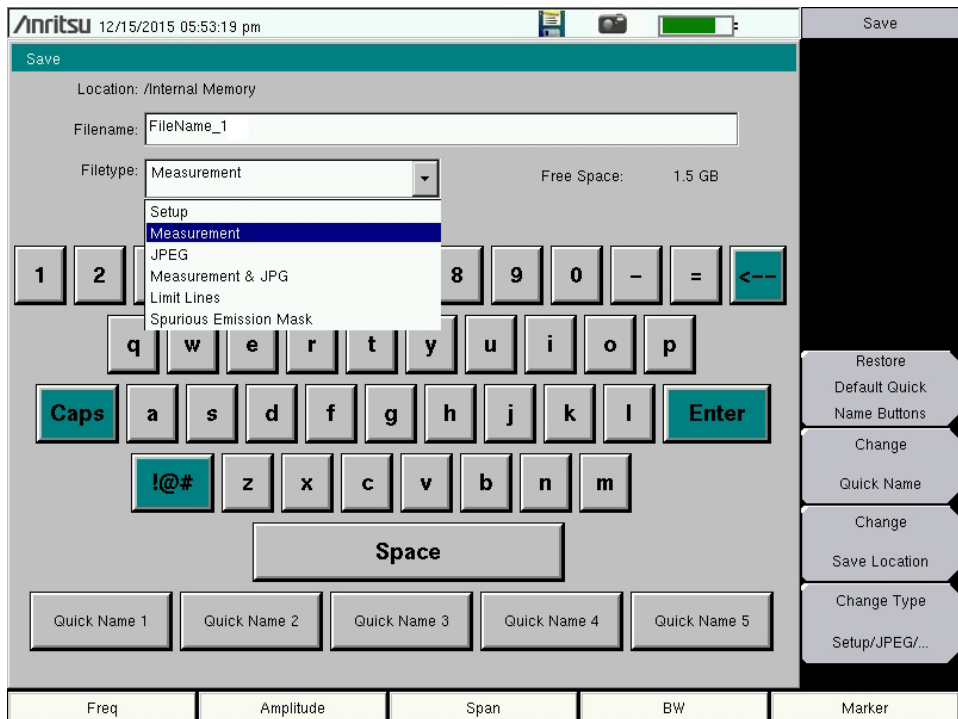 Anritsu 12/15/2015 05:53:19 pm
Save
Save
Location: /Internal Memory
Filename: FileName_1
Filetype: Measurement
Free Space: 1.5 GB
Setup
Measurement
JPEG
Measurement & JPG
Limit Lines
Spurious Emission Mask
1 2 8 9 0 - = <--
q w e r t y u i o p
Caps a s d f g h j k l Enter
!@# z x c v b n m
Space
Quick Name 1 Quick Name 2 Quick Name 3 Quick Name 4 Quick Name 5
Restore
Default Quick
Name Buttons
Change
Quick Name
Change
Save Location
Change Type
Setup/JPEG/...
Freq Amplitude Span BW Marker